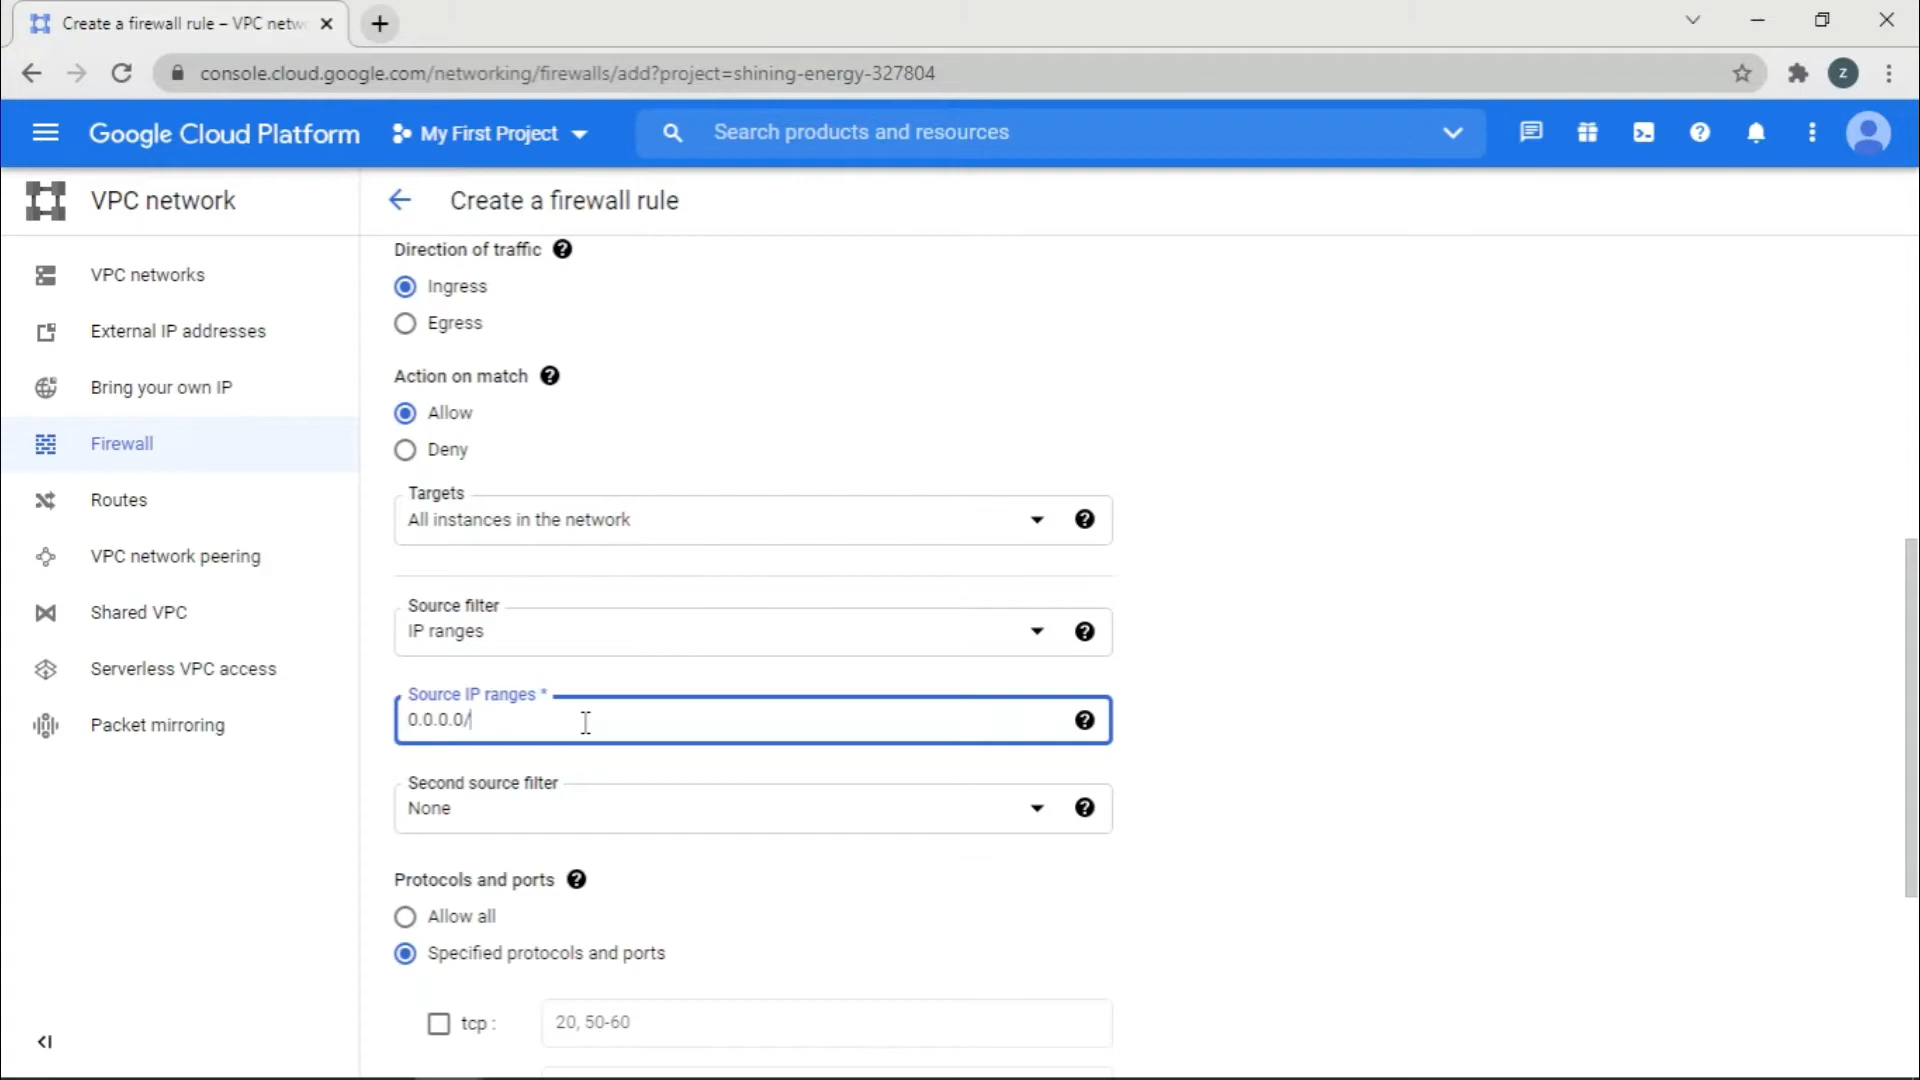 Create a firewall rule – VPC netw
console.cloud.google.com/networking/firewalls/add?project=shining-energy-327804
z
Google Cloud Platform
My First Project
Search products and resources
VPC network
Create a firewall rule
VPC networks
External IP addresses
Bring your own IP
Firewall
Routes
VPC network peering
Shared VPC
Serverless VPC access
Packet mirroring
Direction of traffic
Ingress
Egress
Action on match
Allow
Deny
Targets
All instances in the network
Source filter
IP ranges
Source IP ranges *
0.0.0.0/
Second source filter
None
Protocols and ports
Allow all
Specified protocols and ports
tcp :
20, 50-60